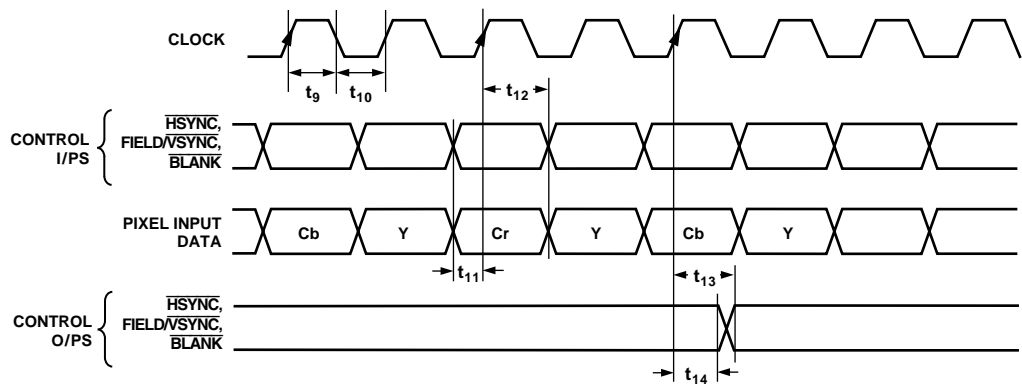 CLOCK
t9
t10
t12
CONTROL
I/PS
HSYNC,
FIELD/VSYNC,
BLANK
PIXEL INPUT
DATA
Cb
Y
Cr
Y
Cb
Y
t11
t13
CONTROL
O/PS
HSYNC,
FIELD/VSYNC,
BLANK
t14